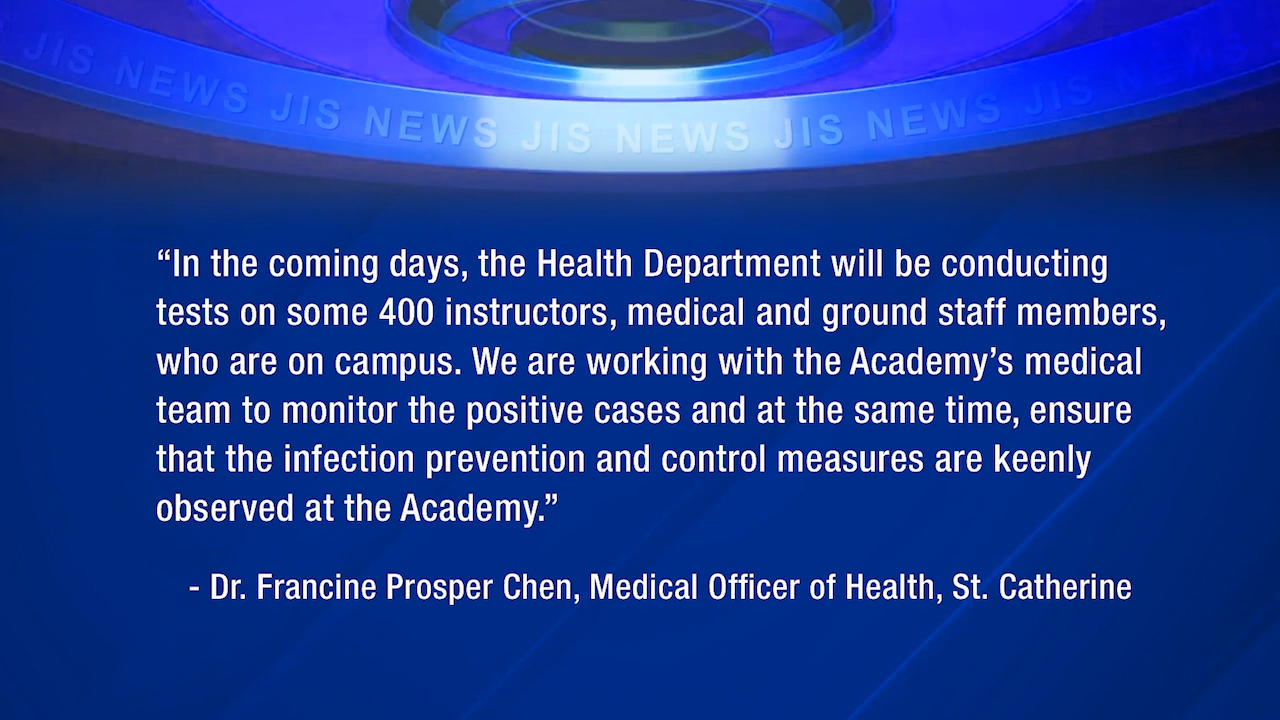 JIS NEWS JIS NEWS JIS NEWS JIS NEWS JIS NEWS
“In the coming days, the Health Department will be conducting
tests on some 400 instructors, medical and ground staff members,
who are on campus. We are working with the Academy’s medical
team to monitor the positive cases and at the same time, ensure
that the infection prevention and control measures are keenly
observed at the Academy.”
- Dr. Francine Prosper Chen, Medical Officer of Health, St. Catherine